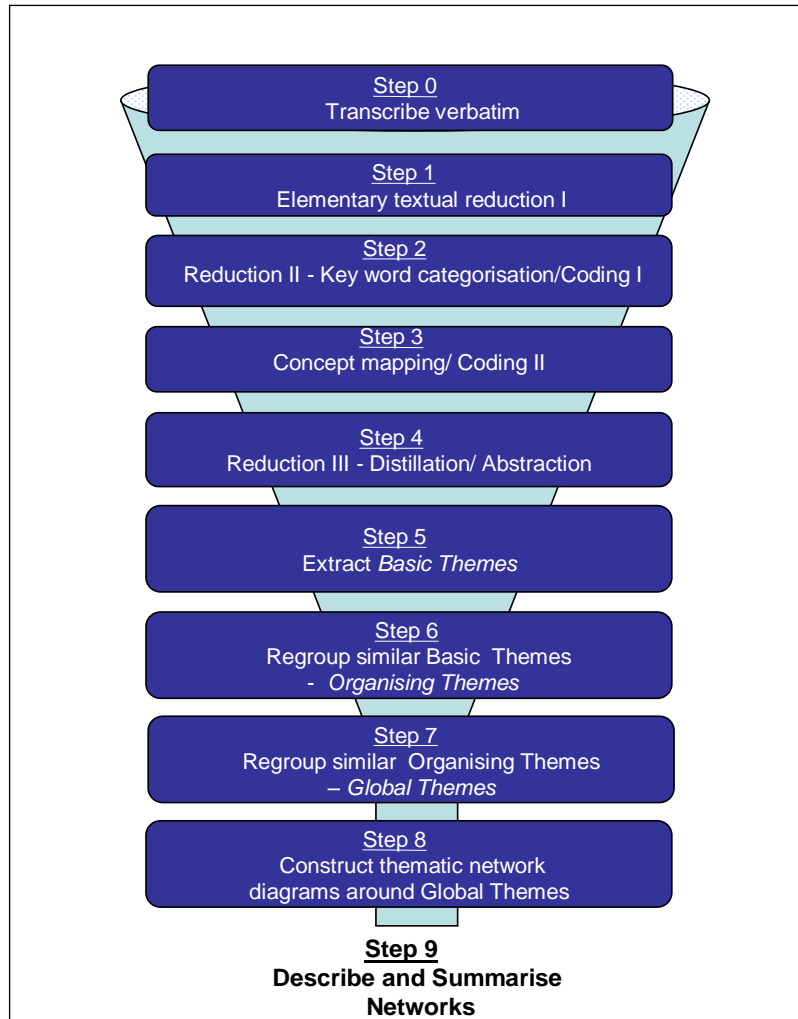 Step 0
Transcribe verbatim
Step 1
Elementary textual reduction I
Step 2
Reduction II - Key word categorisation/Coding I
Step 3
Concept mapping/ Coding II
Step 4
Reduction III - Distillation/ Abstraction
Step 5
Extract Basic Themes
Step 6
Regroup similar Basic Themes
- Organising Themes
Step 7
Regroup similar Organising Themes
– Global Themes
Step 8
Construct thematic network
diagrams around Global Themes
Step 9
Describe and Summarise
Networks